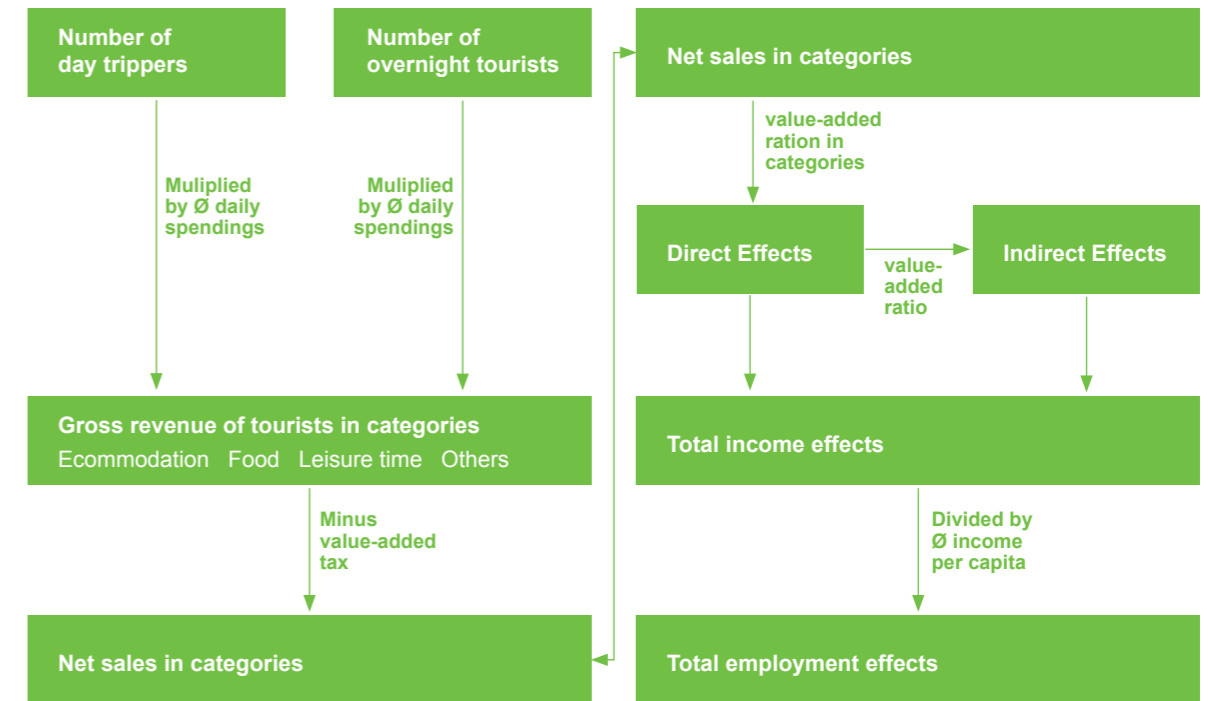 Number of
day trippers
Number of
overnight tourists
Muliplied
by Ø daily
spendings
Muliplied
by Ø daily
spendings
Gross revenue of tourists in categories
Ecommodation Food Leisure time Others
Minus
value-added
tax
Net sales in categories
Net sales in categories
value-added
ration in
categories
Direct Effects
value-
added
ratio
Indirect Effects
Total income effects
Divided by
Ø income
per capita
Total employment effects